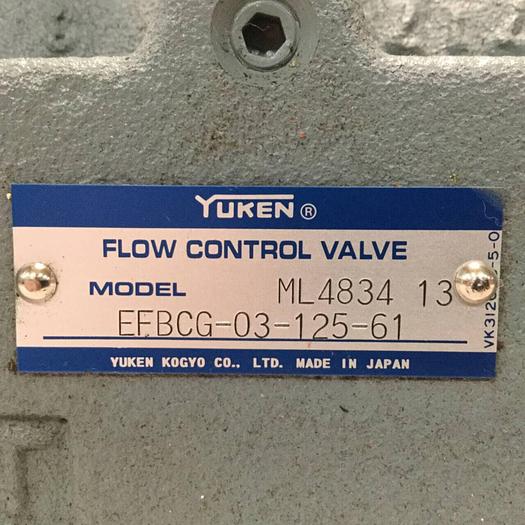 YUKEN ®
FLOW CONTROL VALVE
MODEL ML4834 13
EFBCG-03-125-61
YUKEN KOGYO CO., LTD. MADE IN JAPAN